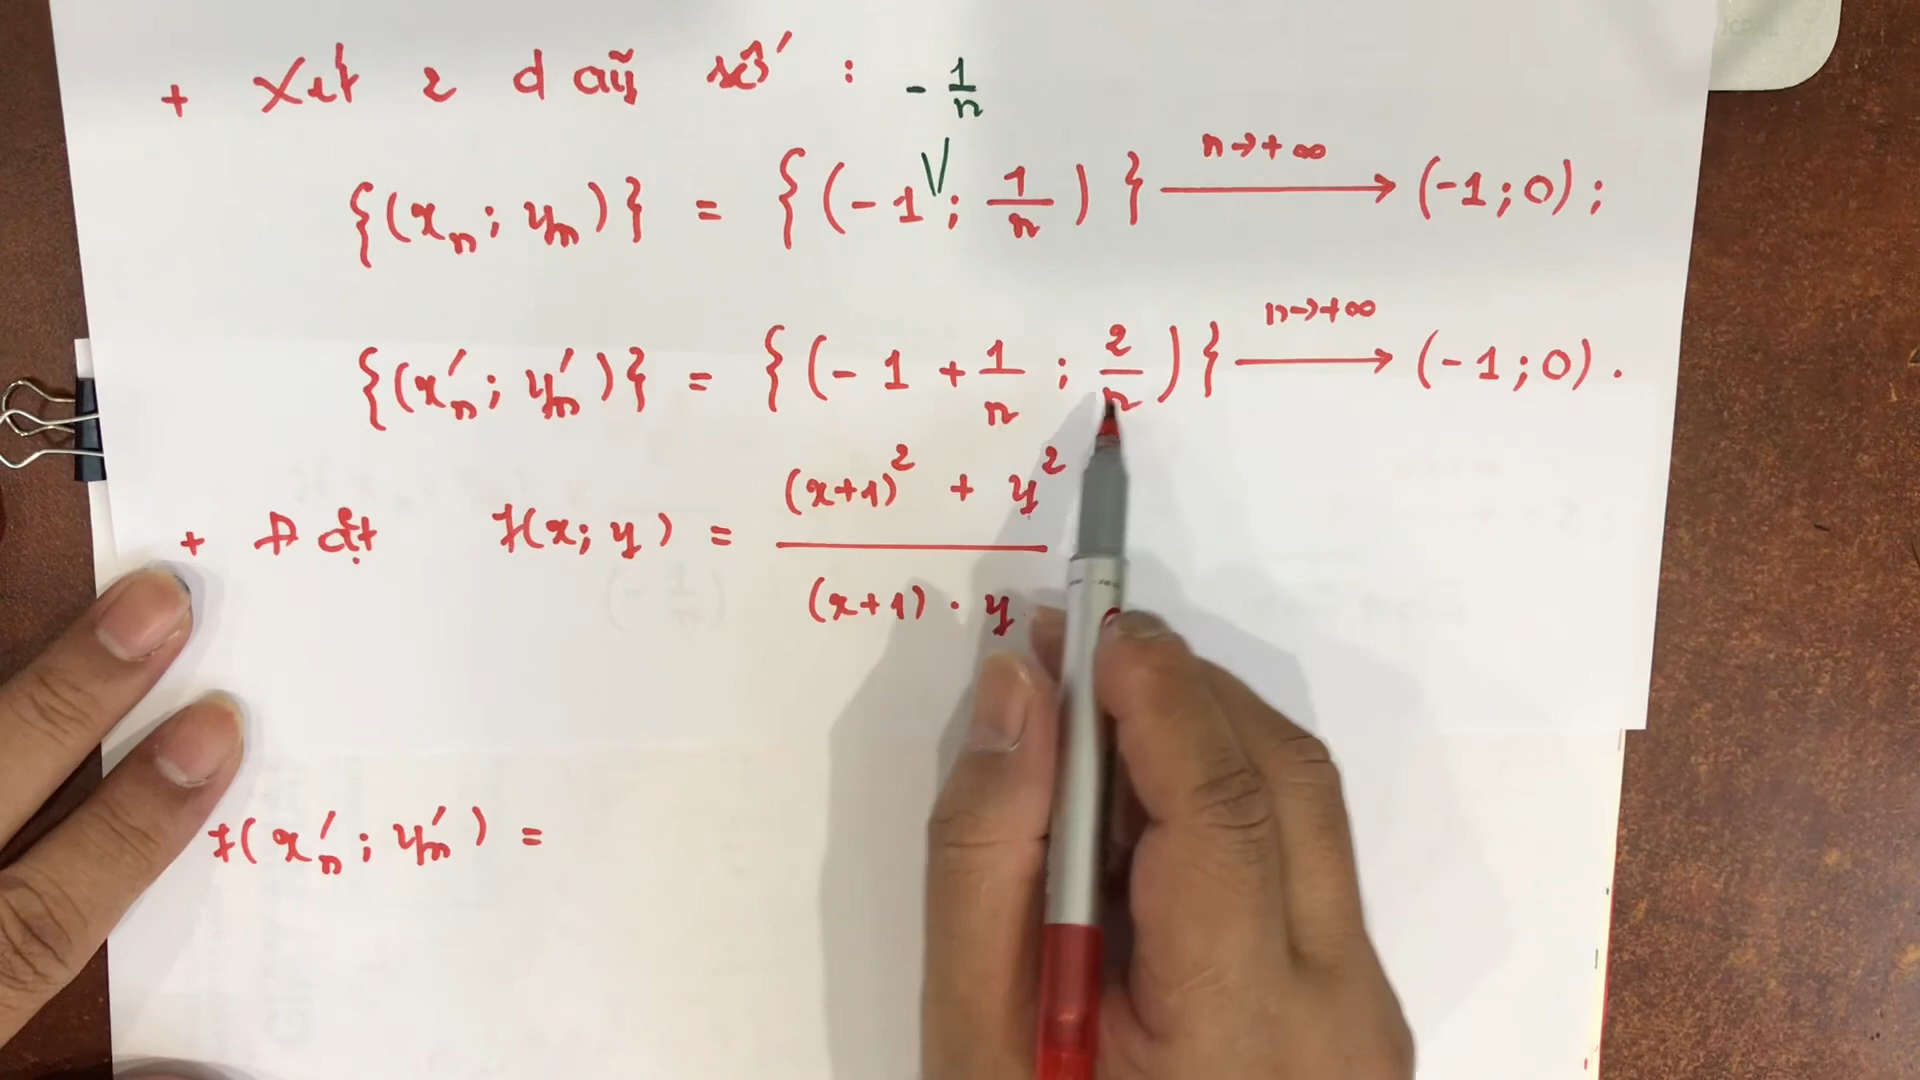 + Xét 2 dãy số : - 1/n
{(xₙ; yₙ)} = {(-1 ; 1/n)} n→+∞ ⟶ (-1; 0) ;
{(x′ₙ; y′ₙ)} = {(-1 + 1/n ; 2/n)} n→+∞ ⟶ (-1; 0) .
+ Đặt f(x; y) = ((x+1)² + y²)/((x+1) · y)
f(x′ₙ; y′ₙ) =